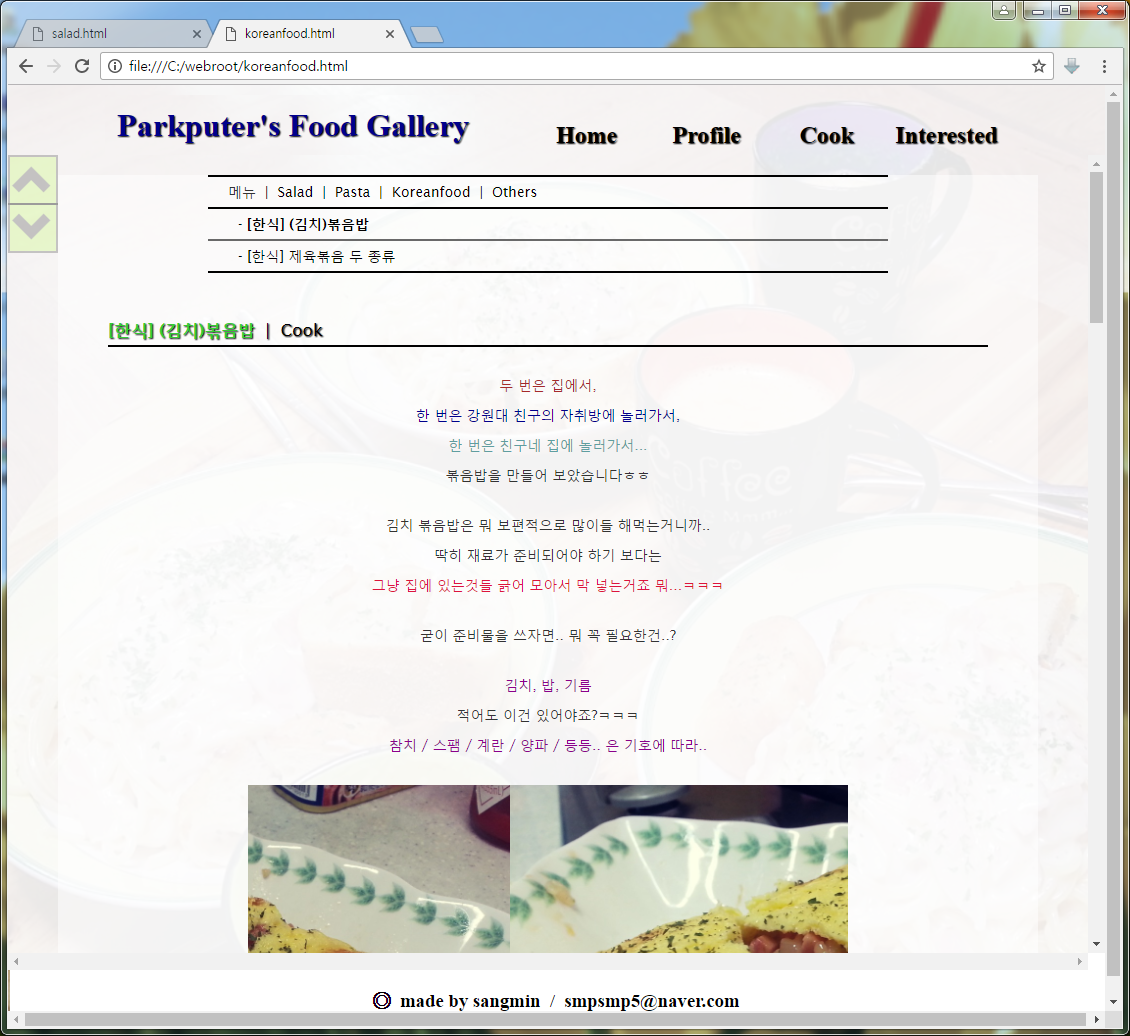 salad.html
koreanfood.html
file:///C:/webroot/koreanfood.html
Parkputer's Food Gallery
Home Profile Cook Interested
메뉴 | Salad | Pasta | Koreanfood | Others
- [한식] (김치)볶음밥
- [한식] 제육볶음 두 종류
[한식] (김치)볶음밥 | Cook
두 번은 집에서,
한 번은 강원대 친구의 자취방에 놀러가서,
한 번은 친구네 집에 놀러가서...
볶음밥을 만들어 보았습니다ㅎㅎ
김치 볶음밥은 뭐 보편적으로 많이들 해먹는거니까..
딱히 재료가 준비되어야 하기 보다는
그냥 집에 있는것들 긁어 모아서 막 넣는거죠 뭐...ㅋㅋㅋ
굳이 준비물을 쓰자면.. 뭐 꼭 필요한건..?
김치, 밥, 기름
적어도 이건 있어야죠?ㅋㅋㅋ
참치 / 스팸 / 계란 / 양파 / 등등.. 은 기호에 따라..
coffee
made by sangmin / smpsmp5@naver.com